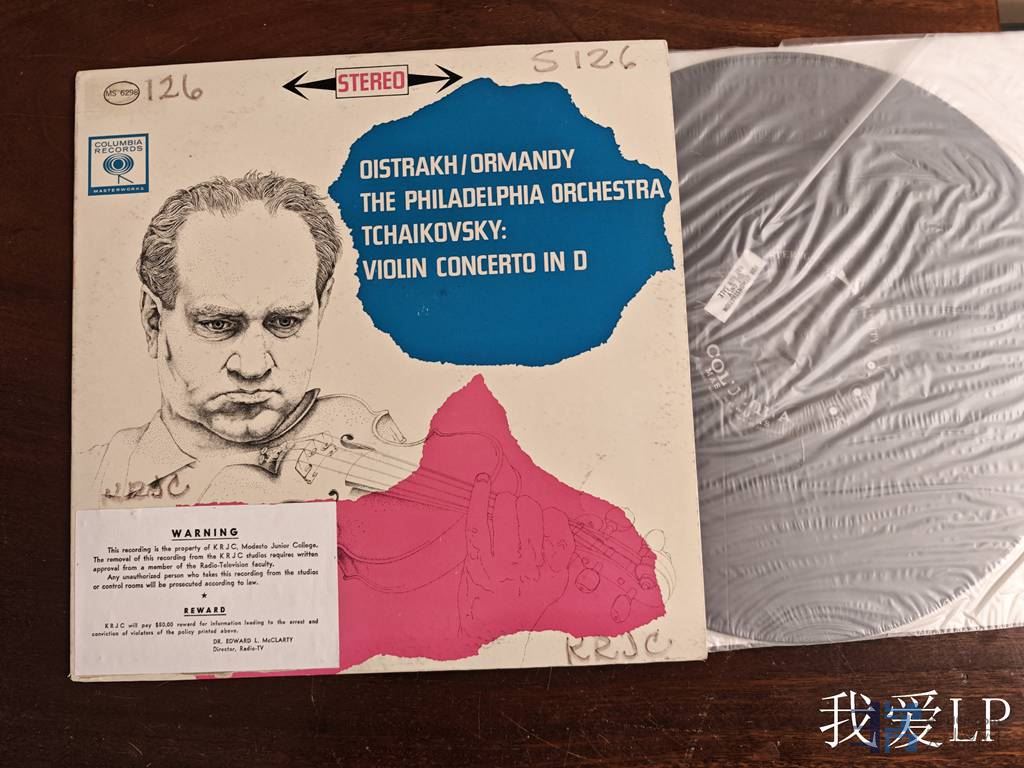 S 126
126
MS 6298
STEREO
COLUMBIA
RECORDS
MASTERWORKS
OISTRAKH/ORMANDY
THE PHILADELPHIA ORCHESTRA
TCHAIKOVSKY:
VIOLIN CONCERTO IN D
KRJC
WARNING
This recording is the property of KRJC, Modesto Junior College.
The removal of this recording from the KRJC studios requires written
approval from a member of the Radio-Television faculty.
Any unauthorized person who takes this recording from the studios
or control rooms will be prosecuted according to law.
★
REWARD
KRJC will pay $50.00 reward for information leading to the arrest and
conviction of violators of the policy printed above.
DR. EDWARD L. McCLARTY
Director, Radio-TV
KRJC
我爱LP